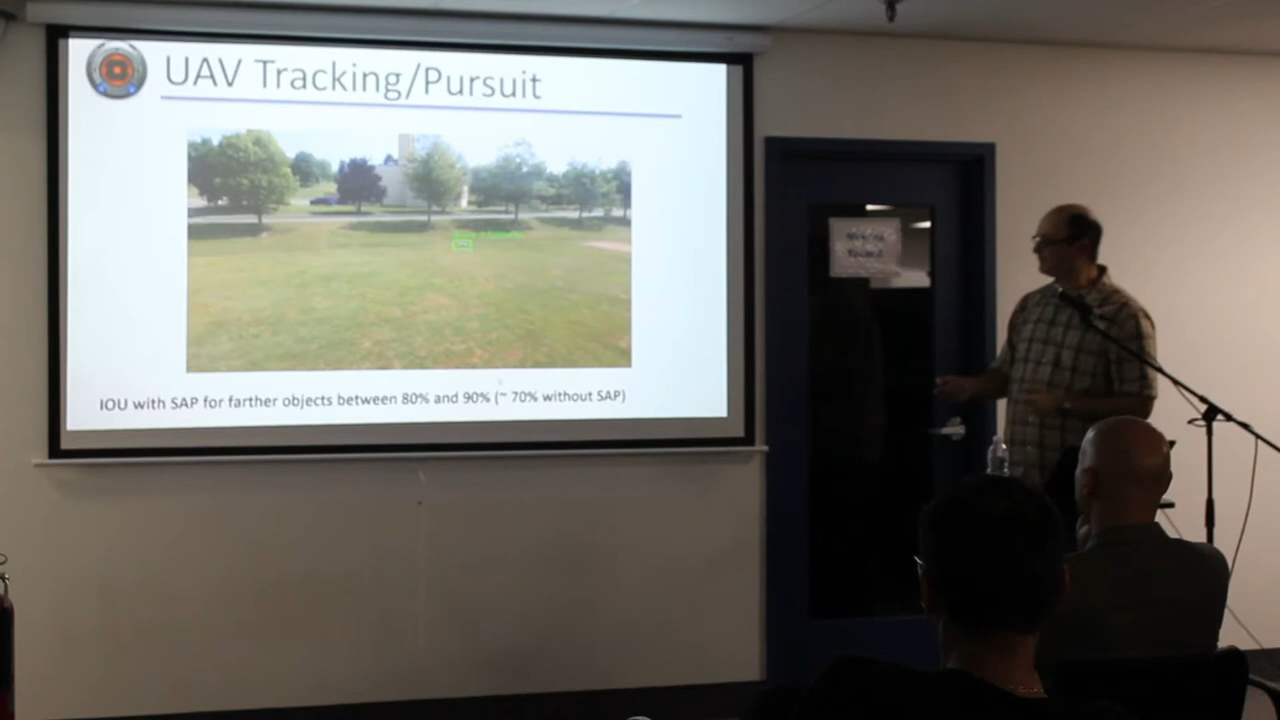 UAV Tracking/Pursuit
IOU with SAP for farther objects between 80% and 90% (~ 70% without SAP)